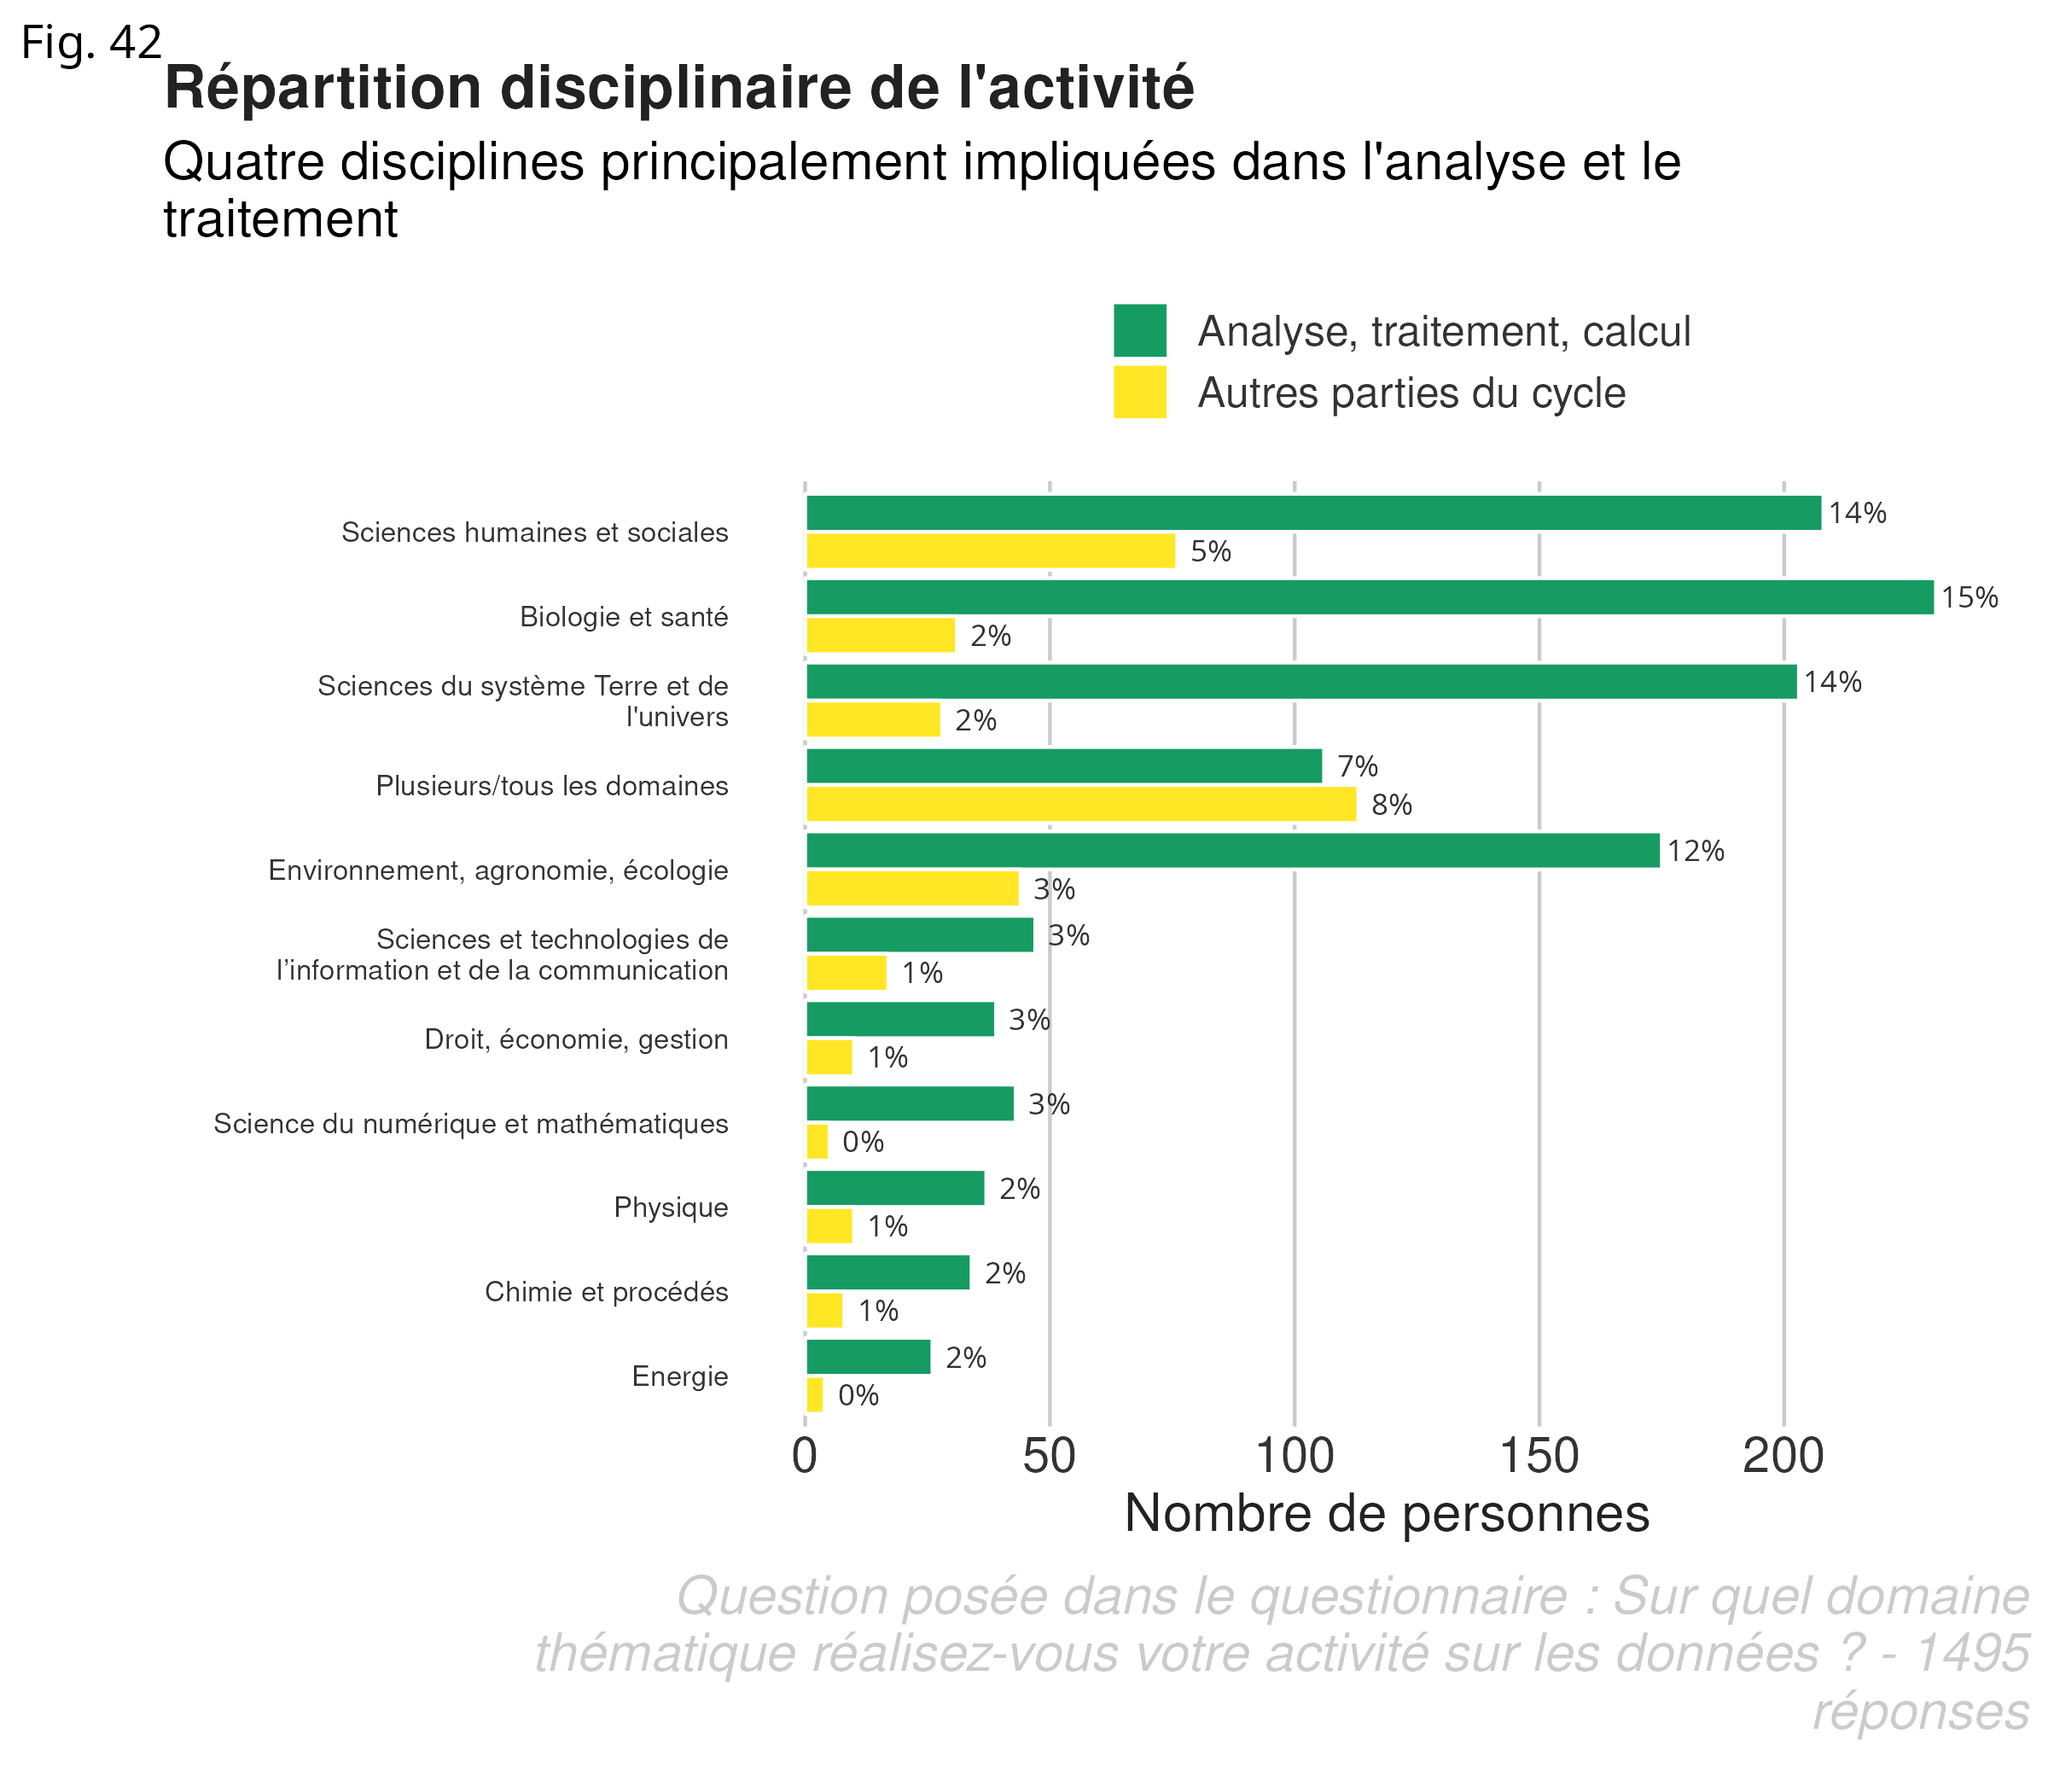 Fig. 42
Répartition disciplinaire de l'activité
Quatre disciplines principalement impliquées dans l'analyse et le
traitement
Analyse, traitement, calcul
Autres parties du cycle
Sciences humaines et sociales
14%
5%
Biologie et santé
15%
2%
Sciences du système Terre et de
l'univers
14%
2%
Plusieurs/tous les domaines
7%
8%
Environnement, agronomie, écologie
12%
3%
Sciences et technologies de
l’information et de la communication
3%
1%
Droit, économie, gestion
3%
1%
Science du numérique et mathématiques
3%
0%
Physique
2%
1%
Chimie et procédés
2%
1%
Energie
2%
0%
0 50 100 150 200
Nombre de personnes
Question posée dans le questionnaire : Sur quel domaine
thématique réalisez-vous votre activité sur les données ? - 1495
réponses